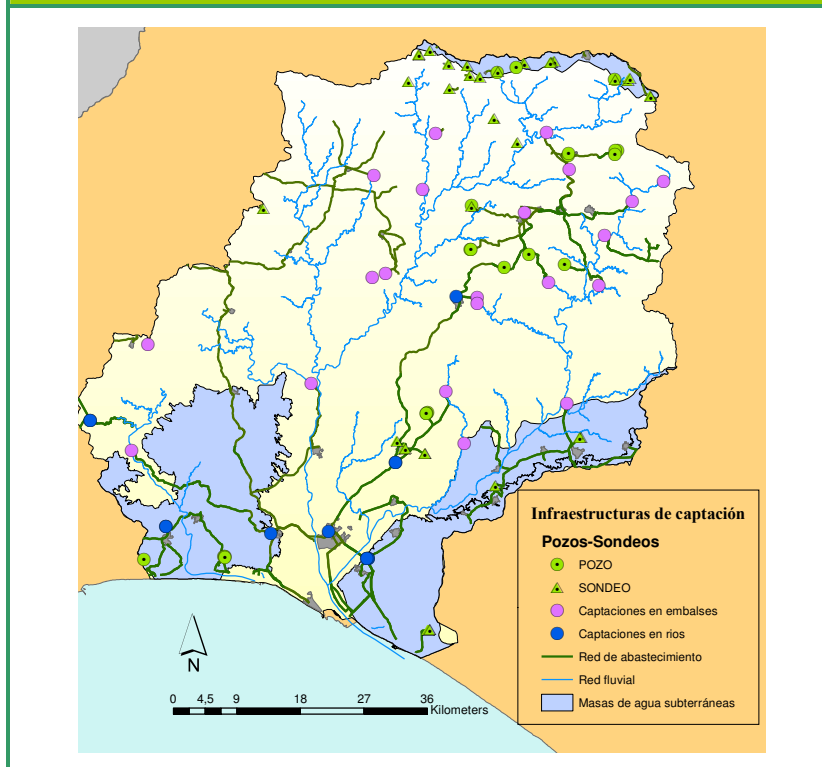 Infraestructuras de captación
Pozos-Sondeos
POZO
SONDEO
Captaciones en embalses
Captaciones en rios
Red de abastecimiento
Red fluvial
Masas de agua subterráneas
N
0 4,5 9 18 27 36
Kilometers